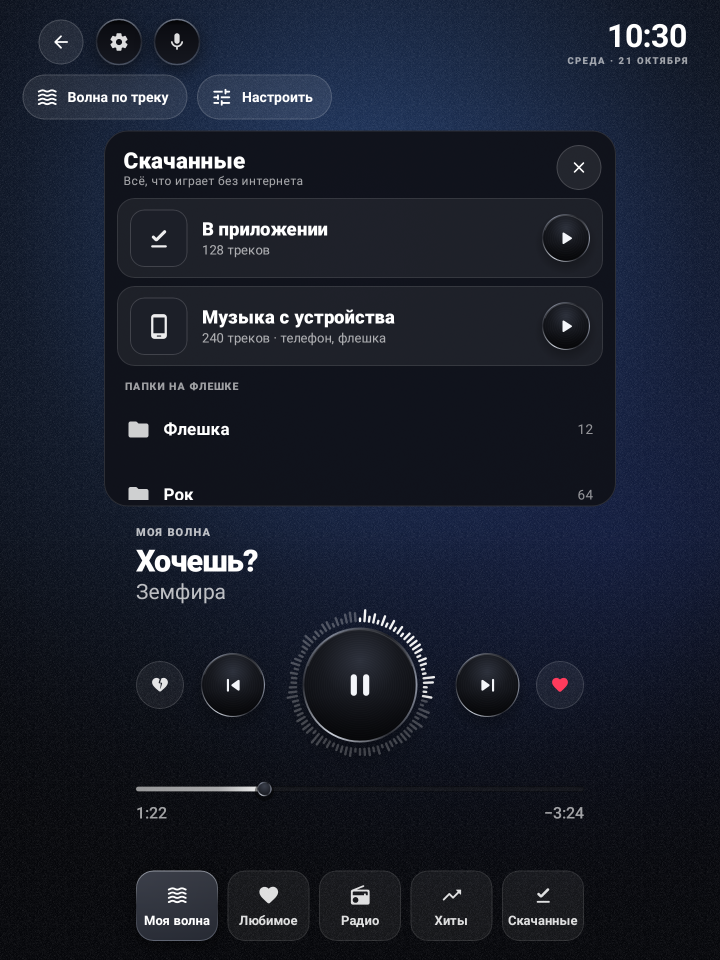 10:30
СРЕДА · 21 ОКТЯБРЯ
Волна по треку
Настроить
Скачанные
Всё, что играет без интернета
В приложении
128 треков
Музыка с устройства
240 треков · телефон, флешка
ПАПКИ НА ФЛЕШКЕ
Флешка 12
Рок 64
МОЯ ВОЛНА
Хочешь?
Земфира
1:22 −3:24
Моя волна Любимое Радио Хиты Скачанные